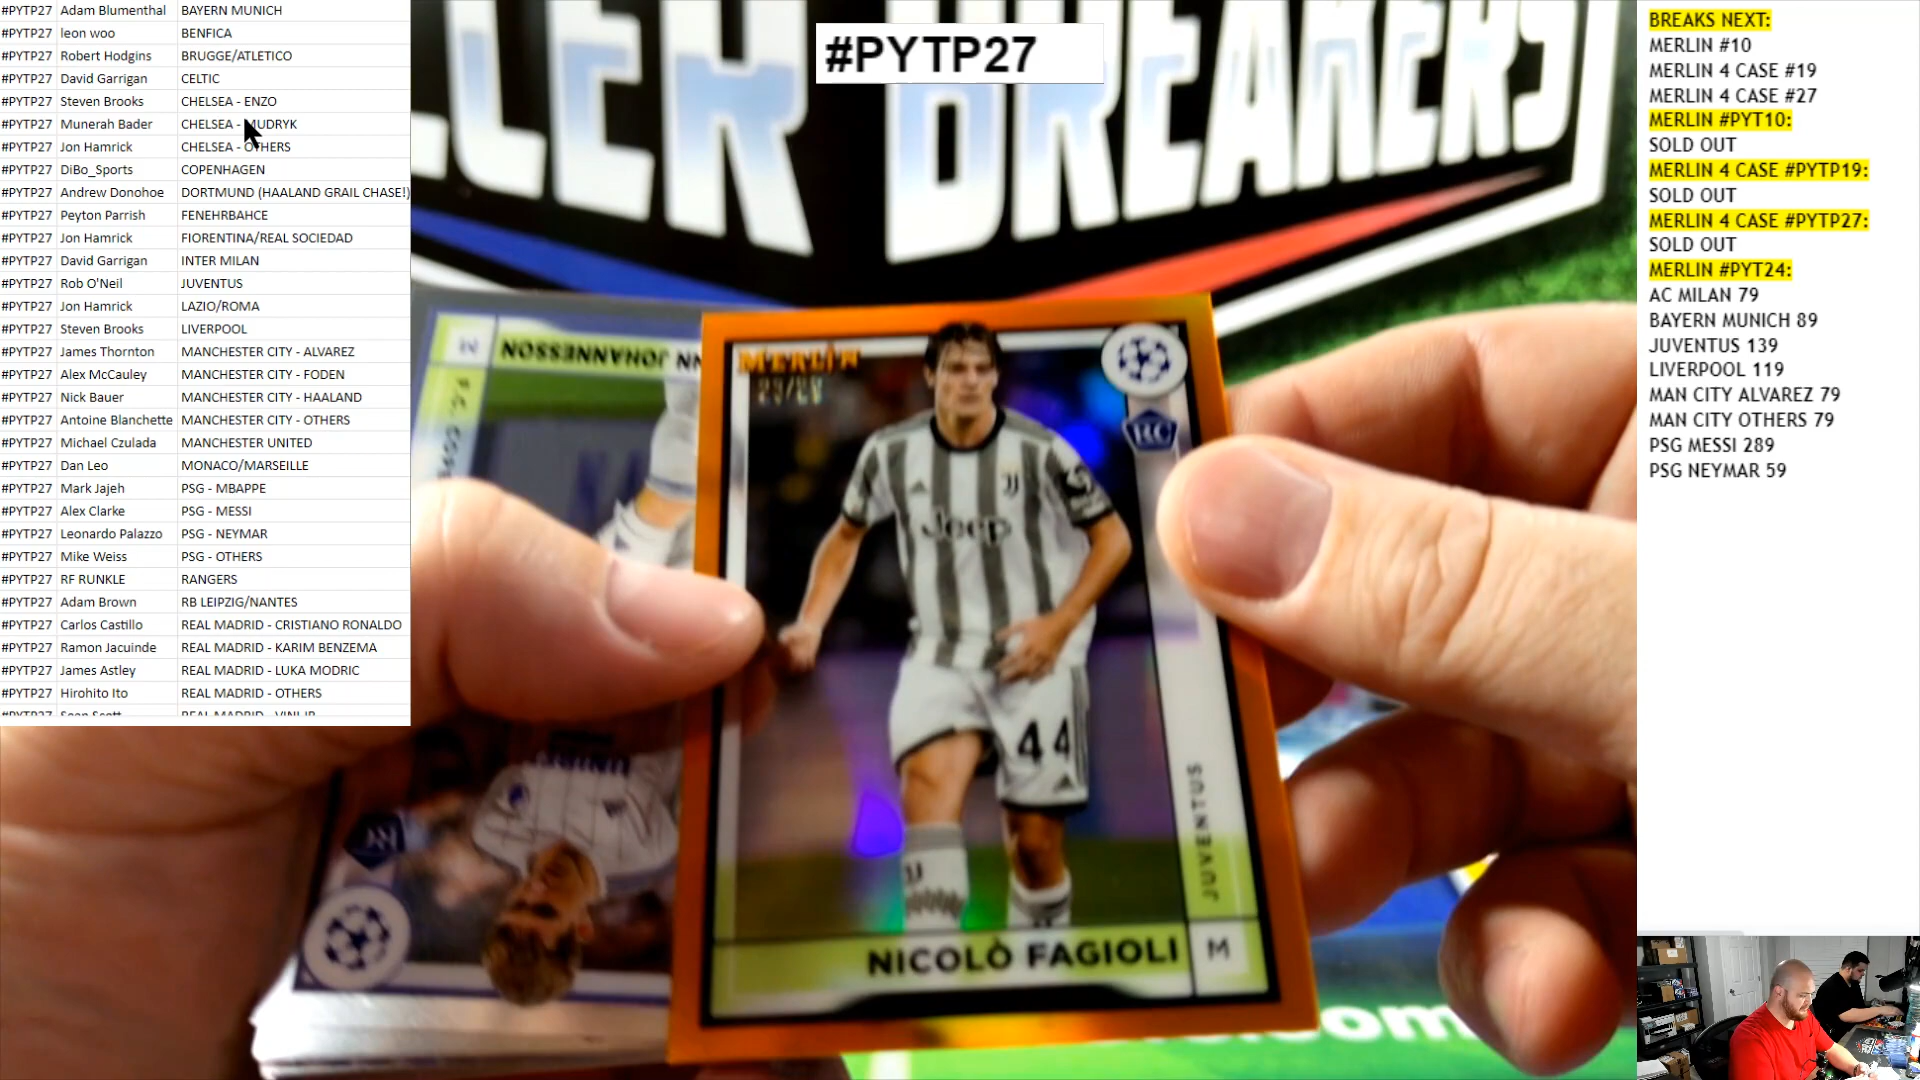 #PYTP27 Adam Blumenthal BAYERN MUNICH
#PYTP27 leon woo BENFICA
#PYTP27 Robert Hodgins BRUGGE/ATLETICO
#PYTP27 David Garrigan CELTIC
#PYTP27 Steven Brooks CHELSEA - ENZO
#PYTP27 Munerah Bader CHELSEA - MUDRYK
#PYTP27 Jon Hamrick CHELSEA - OTHERS
#PYTP27 DiBo_Sports COPENHAGEN
#PYTP27 Andrew Donohoe DORTMUND (HAALAND GRAIL CHASE!)
#PYTP27 Peyton Parrish FENEHRBAHCE
#PYTP27 Jon Hamrick FIORENTINA/REAL SOCIEDAD
#PYTP27 David Garrigan INTER MILAN
#PYTP27 Rob O'Neil JUVENTUS
#PYTP27 Jon Hamrick LAZIO/ROMA
#PYTP27 Steven Brooks LIVERPOOL
#PYTP27 James Thornton MANCHESTER CITY - ALVAREZ
#PYTP27 Alex McCauley MANCHESTER CITY - FODEN
#PYTP27 Nick Bauer MANCHESTER CITY - HAALAND
#PYTP27 Antoine Blanchette MANCHESTER CITY - OTHERS
#PYTP27 Michael Czulada MANCHESTER UNITED
#PYTP27 Dan Leo MONACO/MARSEILLE
#PYTP27 Mark Jajeh PSG - MBAPPE
#PYTP27 Alex Clarke PSG - MESSI
#PYTP27 Leonardo Palazzo PSG - NEYMAR
#PYTP27 Mike Weiss PSG - OTHERS
#PYTP27 RF RUNKLE RANGERS
#PYTP27 Adam Brown RB LEIPZIG/NANTES
#PYTP27 Carlos Castillo REAL MADRID - CRISTIANO RONALDO
#PYTP27 Ramon Jacuinde REAL MADRID - KARIM BENZEMA
#PYTP27 James Astley REAL MADRID - LUKA MODRIC
#PYTP27 Hirohito Ito REAL MADRID - OTHERS
#PYTP27
LLER BREAKERS
JOHANNESSON
MERLIN
RC
Jeep
44
JUVENTUS
NICOLÒ FAGIOLI M
BREAKS NEXT:
MERLIN #10
MERLIN 4 CASE #19
MERLIN 4 CASE #27
MERLIN #PYT10:
SOLD OUT
MERLIN 4 CASE #PYTP19:
SOLD OUT
MERLIN 4 CASE #PYTP27:
SOLD OUT
MERLIN #PYT24:
AC MILAN 79
BAYERN MUNICH 89
JUVENTUS 139
LIVERPOOL 119
MAN CITY ALVAREZ 79
MAN CITY OTHERS 79
PSG MESSI 289
PSG NEYMAR 59